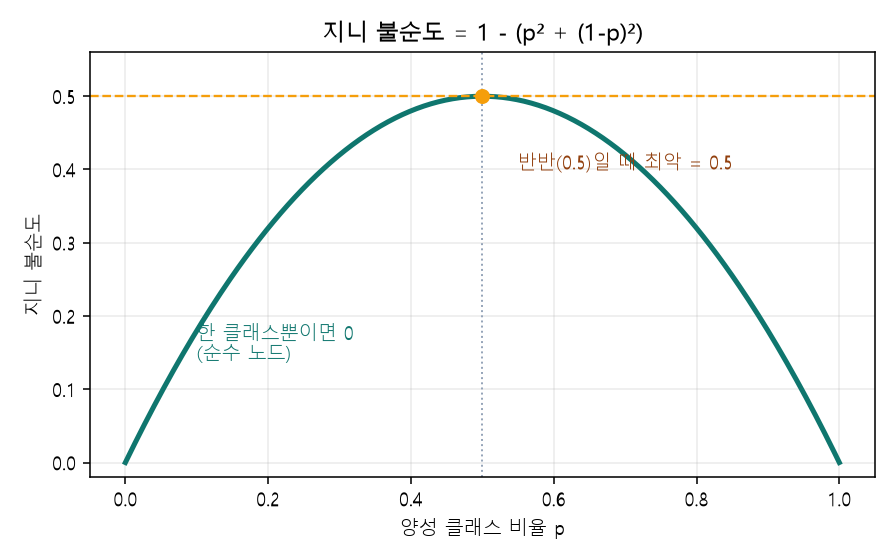 지니 불순도 = 1 - (p² + (1-p)²)
지니 불순도
0.5
0.4
0.3
0.2
0.1
0.0
반반(0.5)일 때 최악 = 0.5
한 클래스뿐이면 0
(순수 노드)
0.0 0.2 0.4 0.6 0.8 1.0
양성 클래스 비율 p